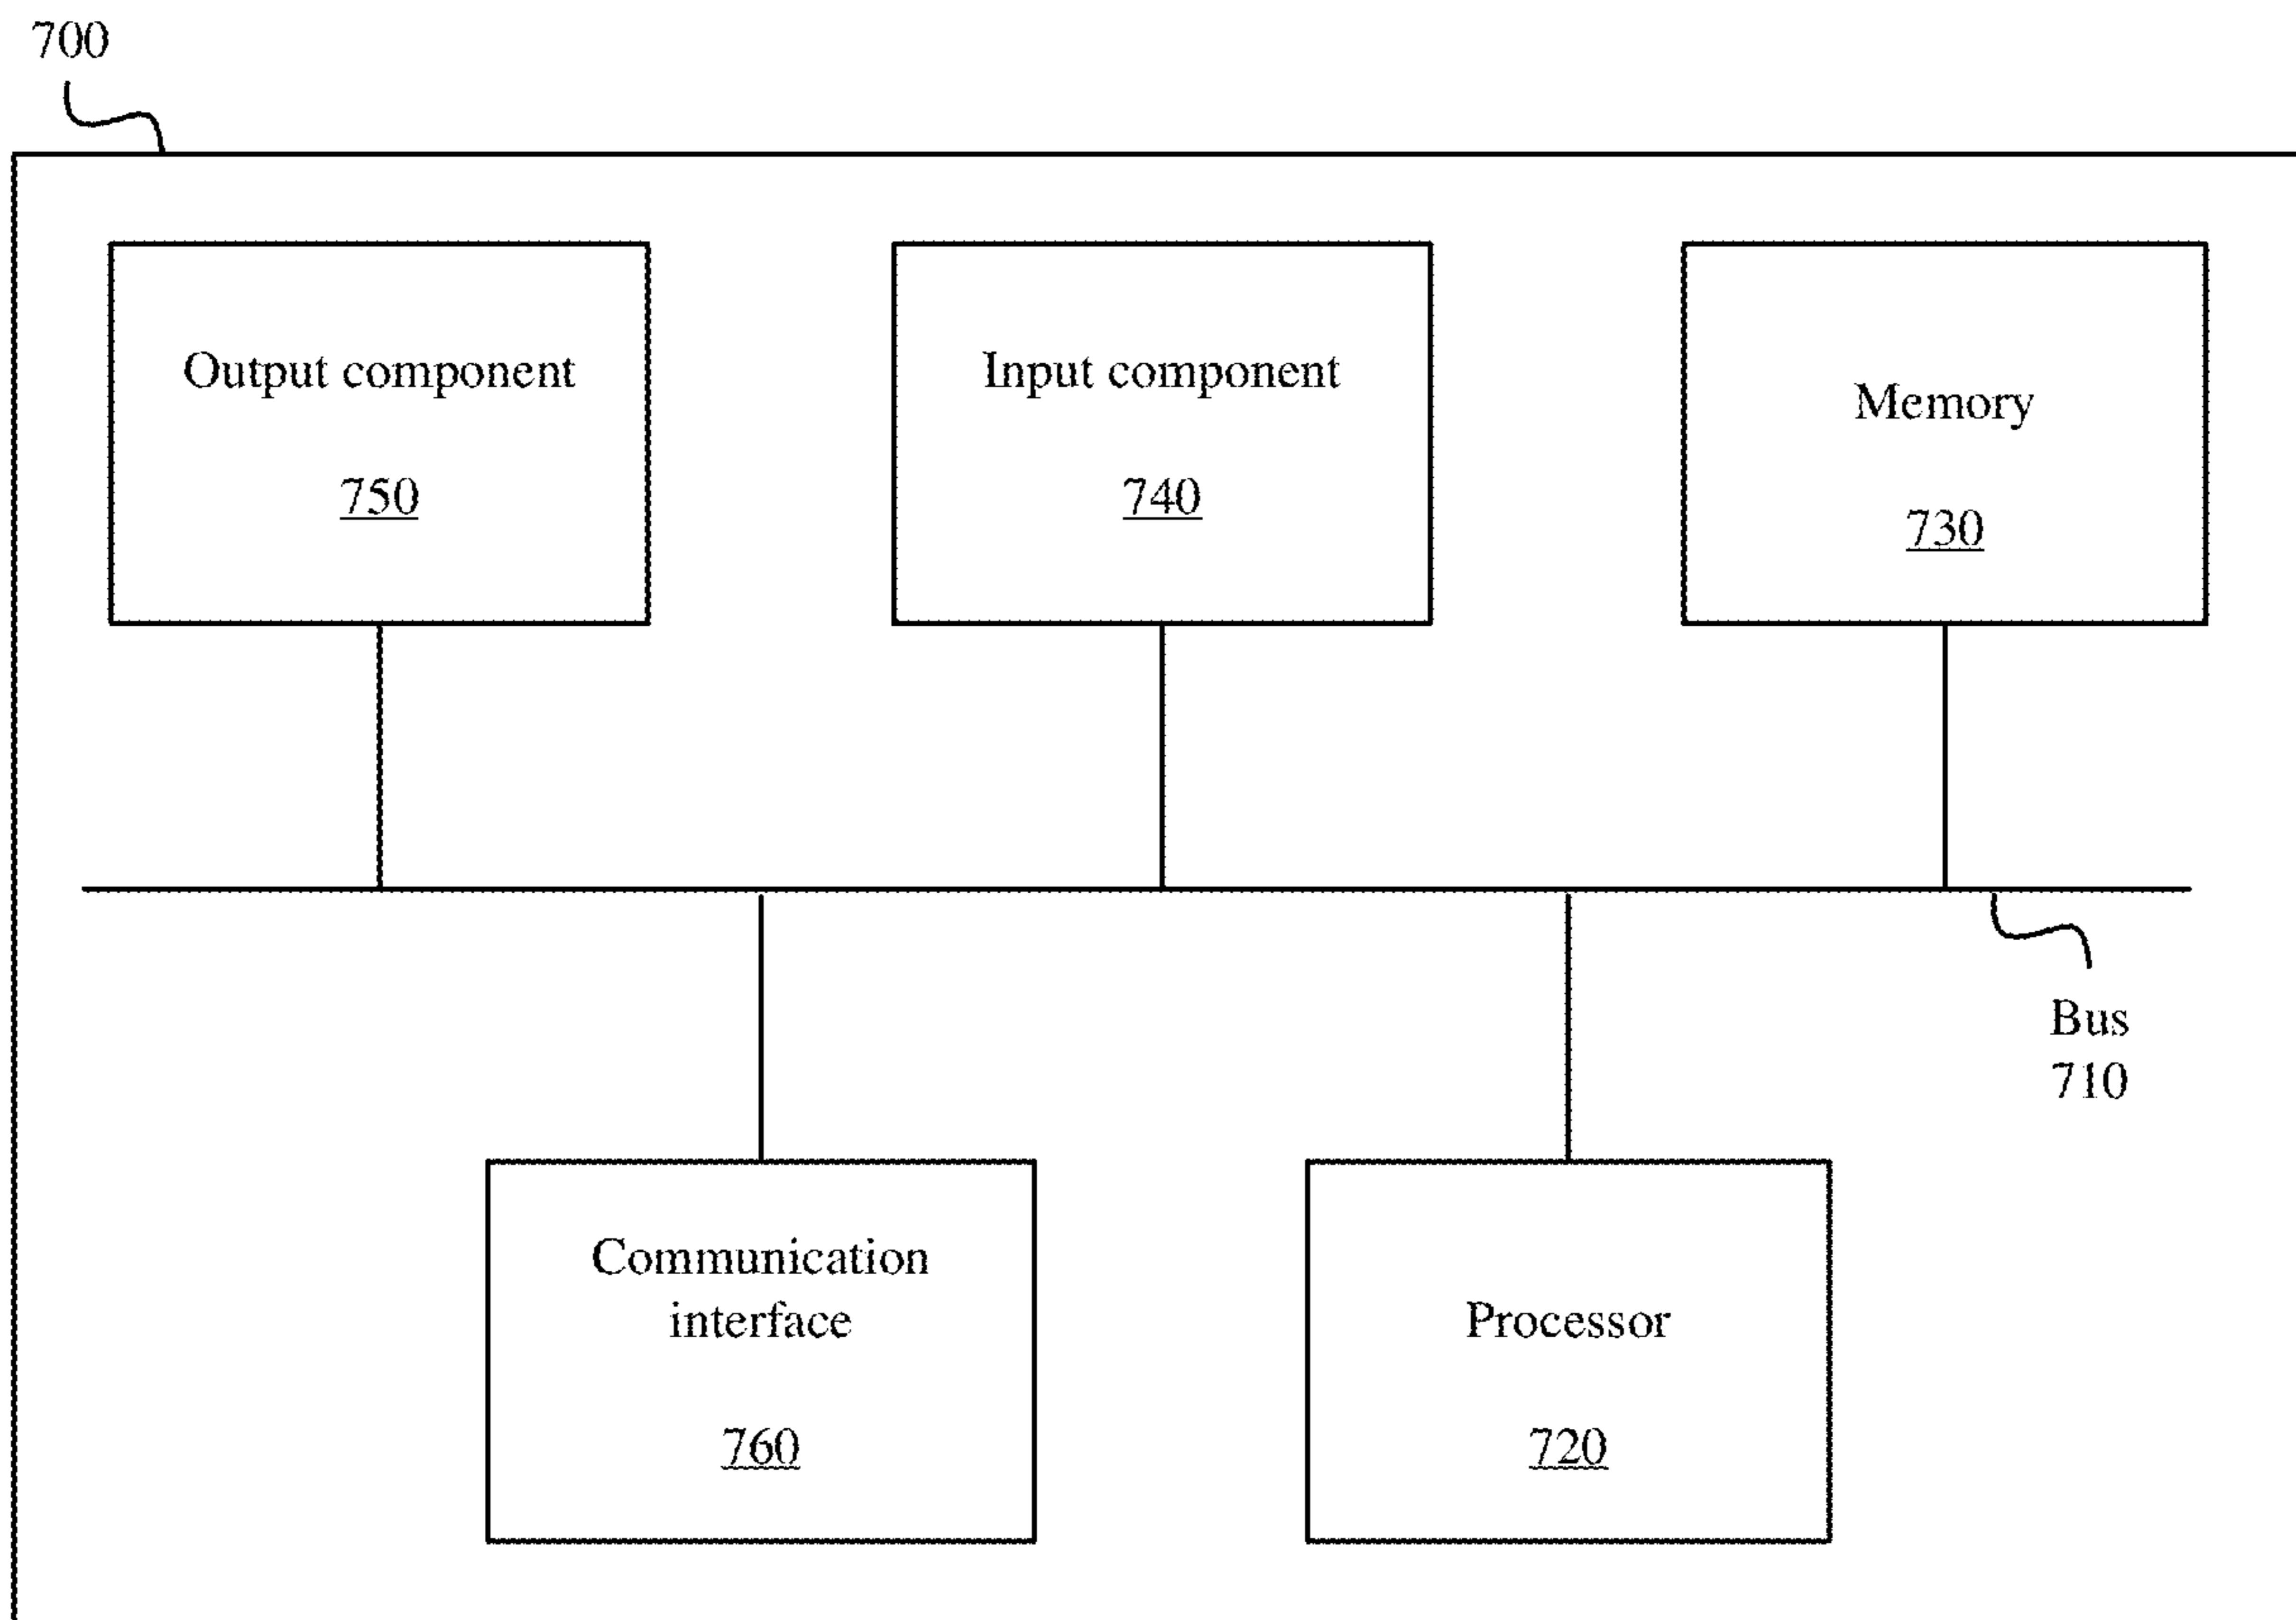 700
Output component
750
Input component
740
Memory
730
Bus
710
Communication
interface
760
Processor
720